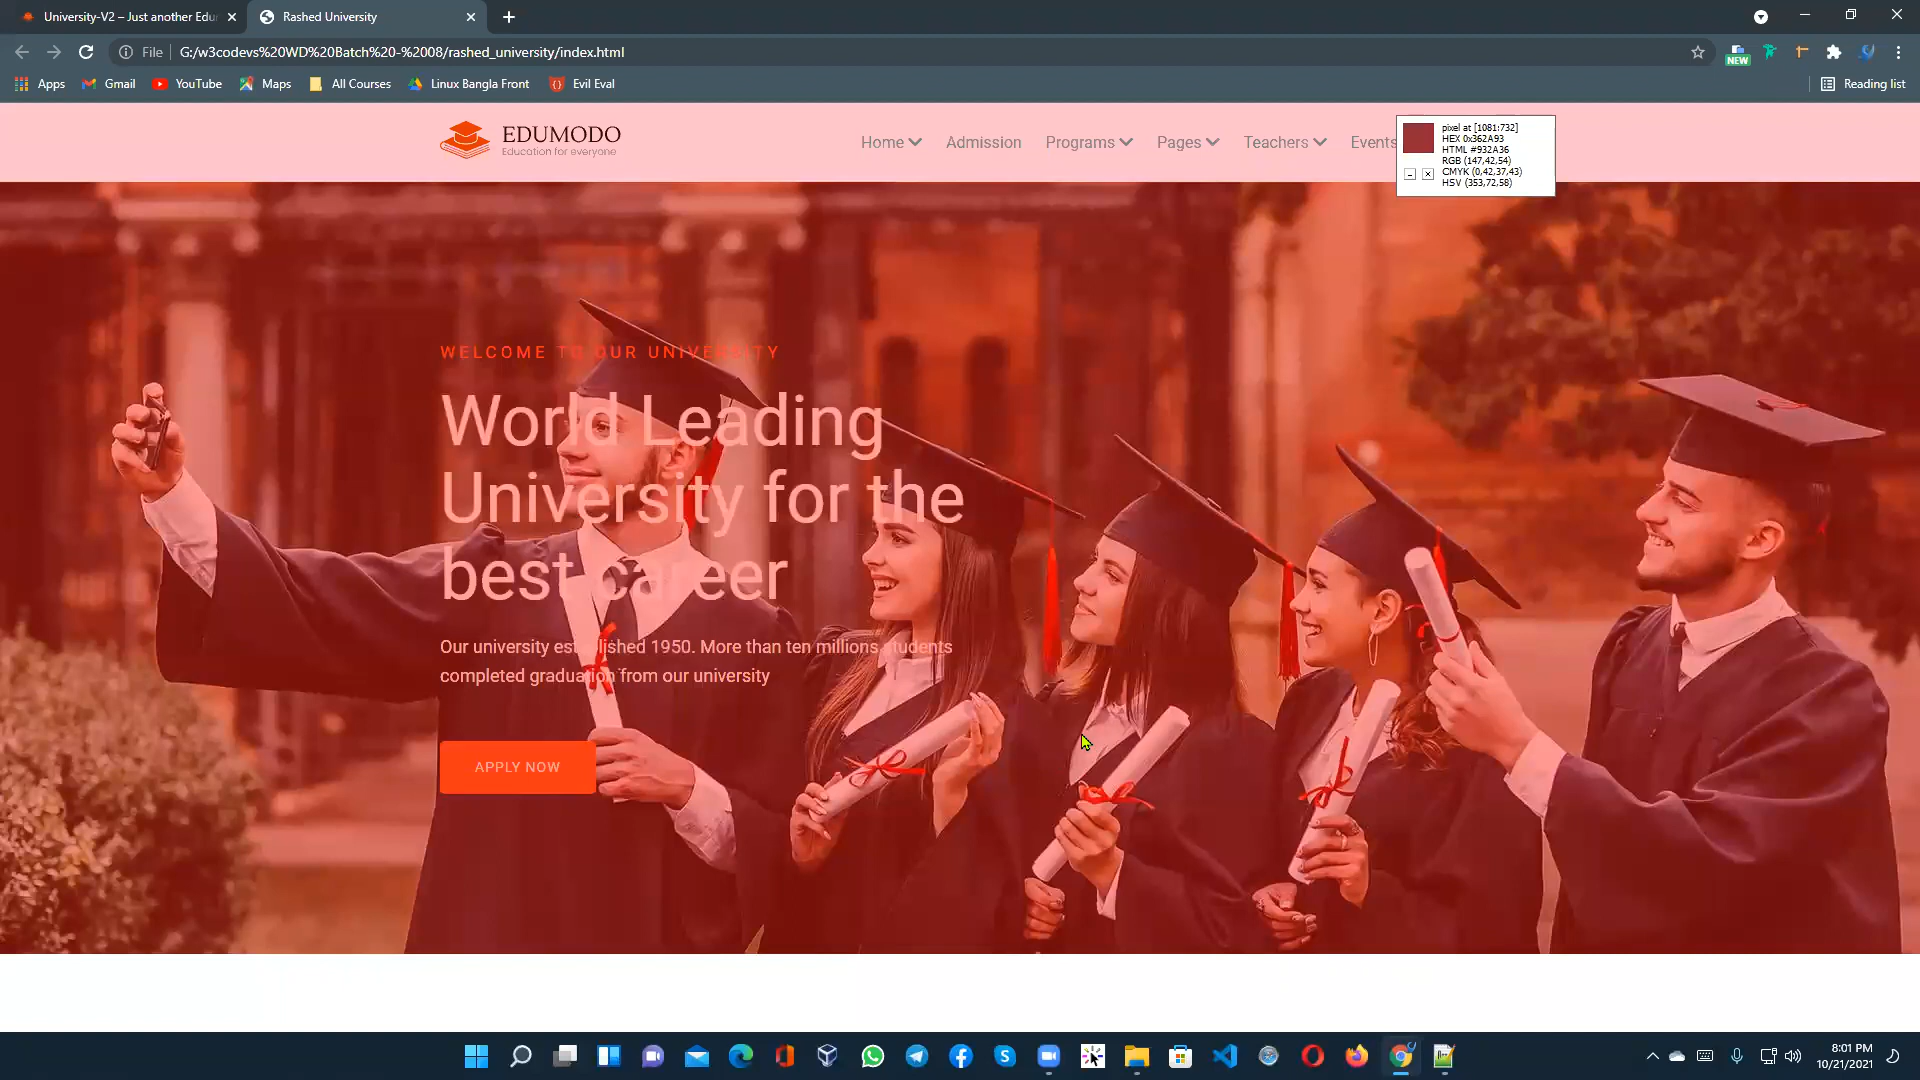 University-V2 – Just another Edu
Rashed University
File
G:/w3codevs%20WD%20Batch%20-%2008/rashed_university/index.html
NEW
Apps
Gmail
YouTube
Maps
All Courses
Linux Bangla Front
Evil Eval
Reading list
EDUMODO
Education for everyone
Home
Admission
Programs
Pages
Teachers
Events
pixel at [1081:732]
HEX 0x362A93
HTML #932A36
RGB (147,42,54)
CMYK (0,42,37,43)
HSV (353,72,58)
WELCOME TO OUR UNIVERSITY
World Leading
University for the
best career
Our university established 1950. More than ten millions students
completed graduation from our university
APPLY NOW
8:01 PM
10/21/2021